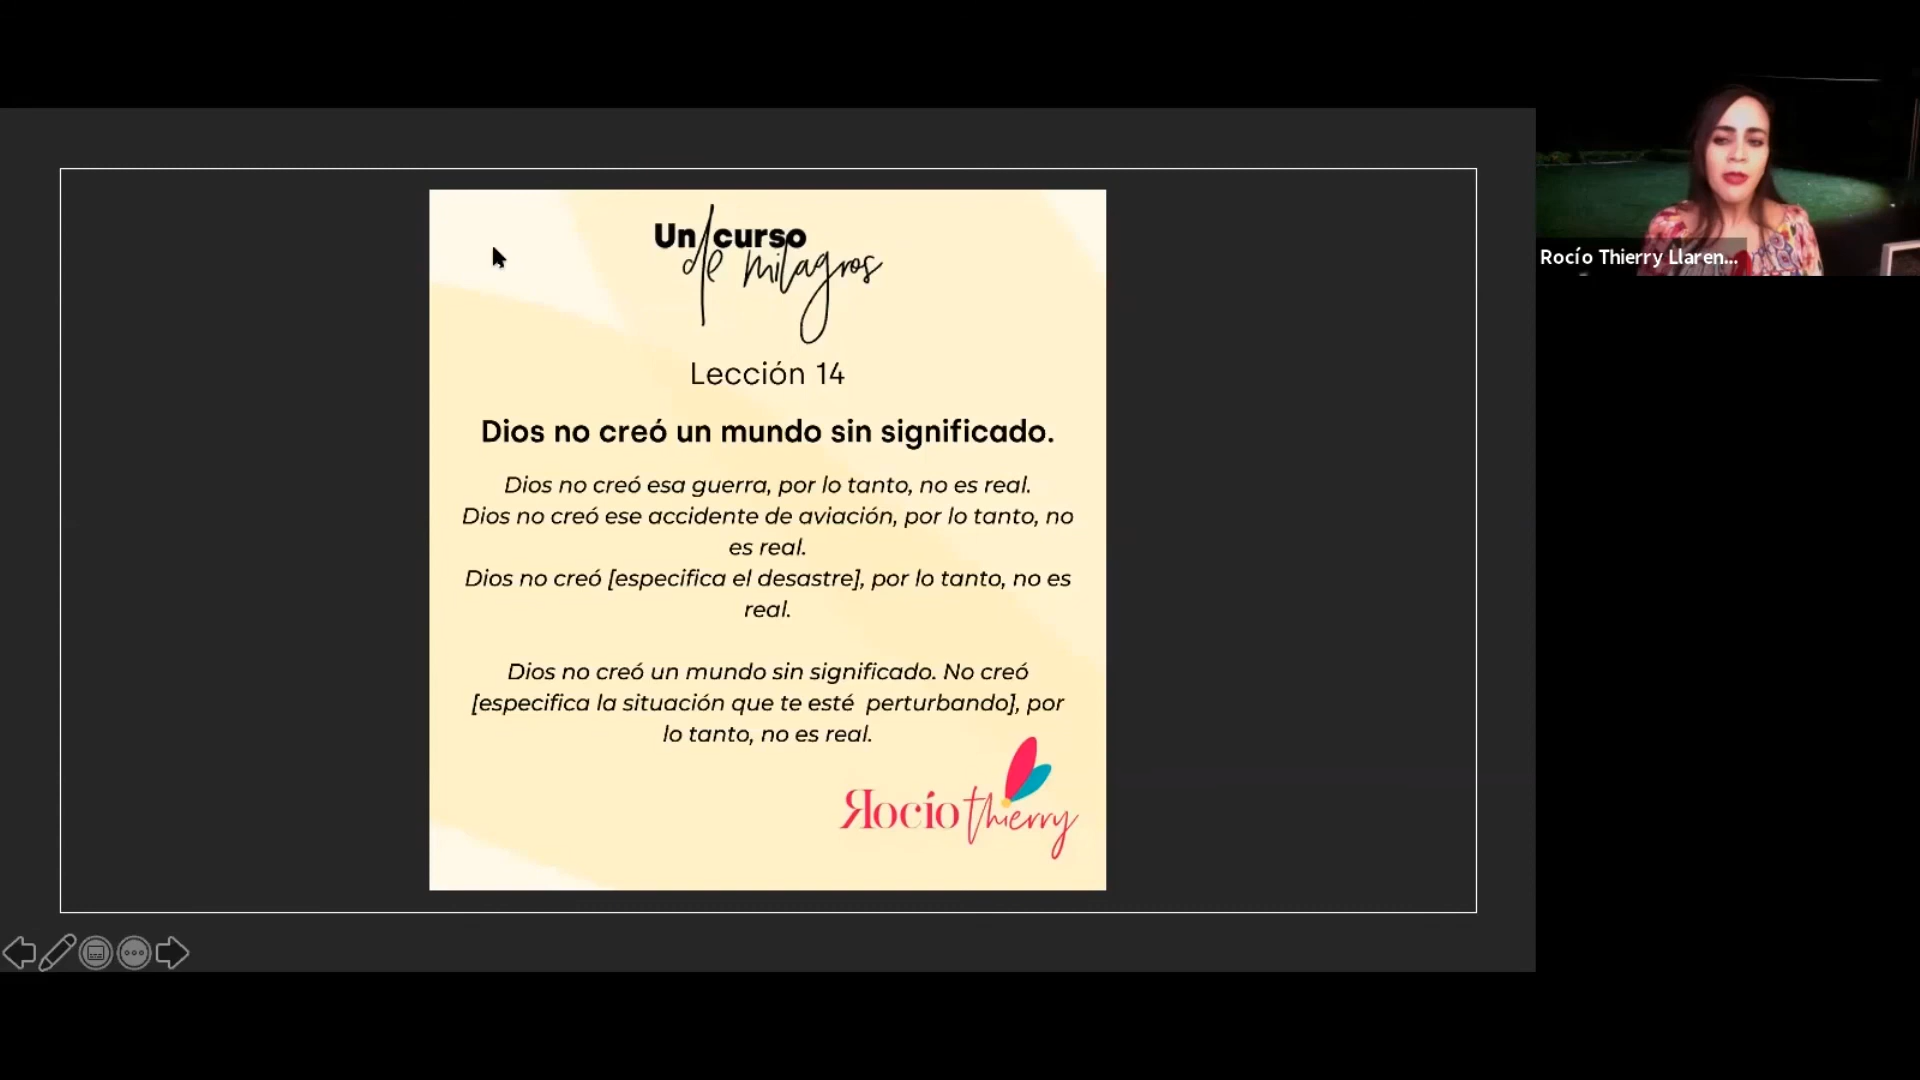 Un curso
de milagros
Lección 14
Dios no creó un mundo sin significado.
Dios no creó esa guerra, por lo tanto, no es real.
Dios no creó ese accidente de aviación, por lo tanto, no
es real.
Dios no creó [especifica el desastre], por lo tanto, no es
real.
Dios no creó un mundo sin significado. No creó
[especifica la situación que te esté perturbando], por
lo tanto, no es real.
Rocío thierry
Rocío Thierry Llaren...